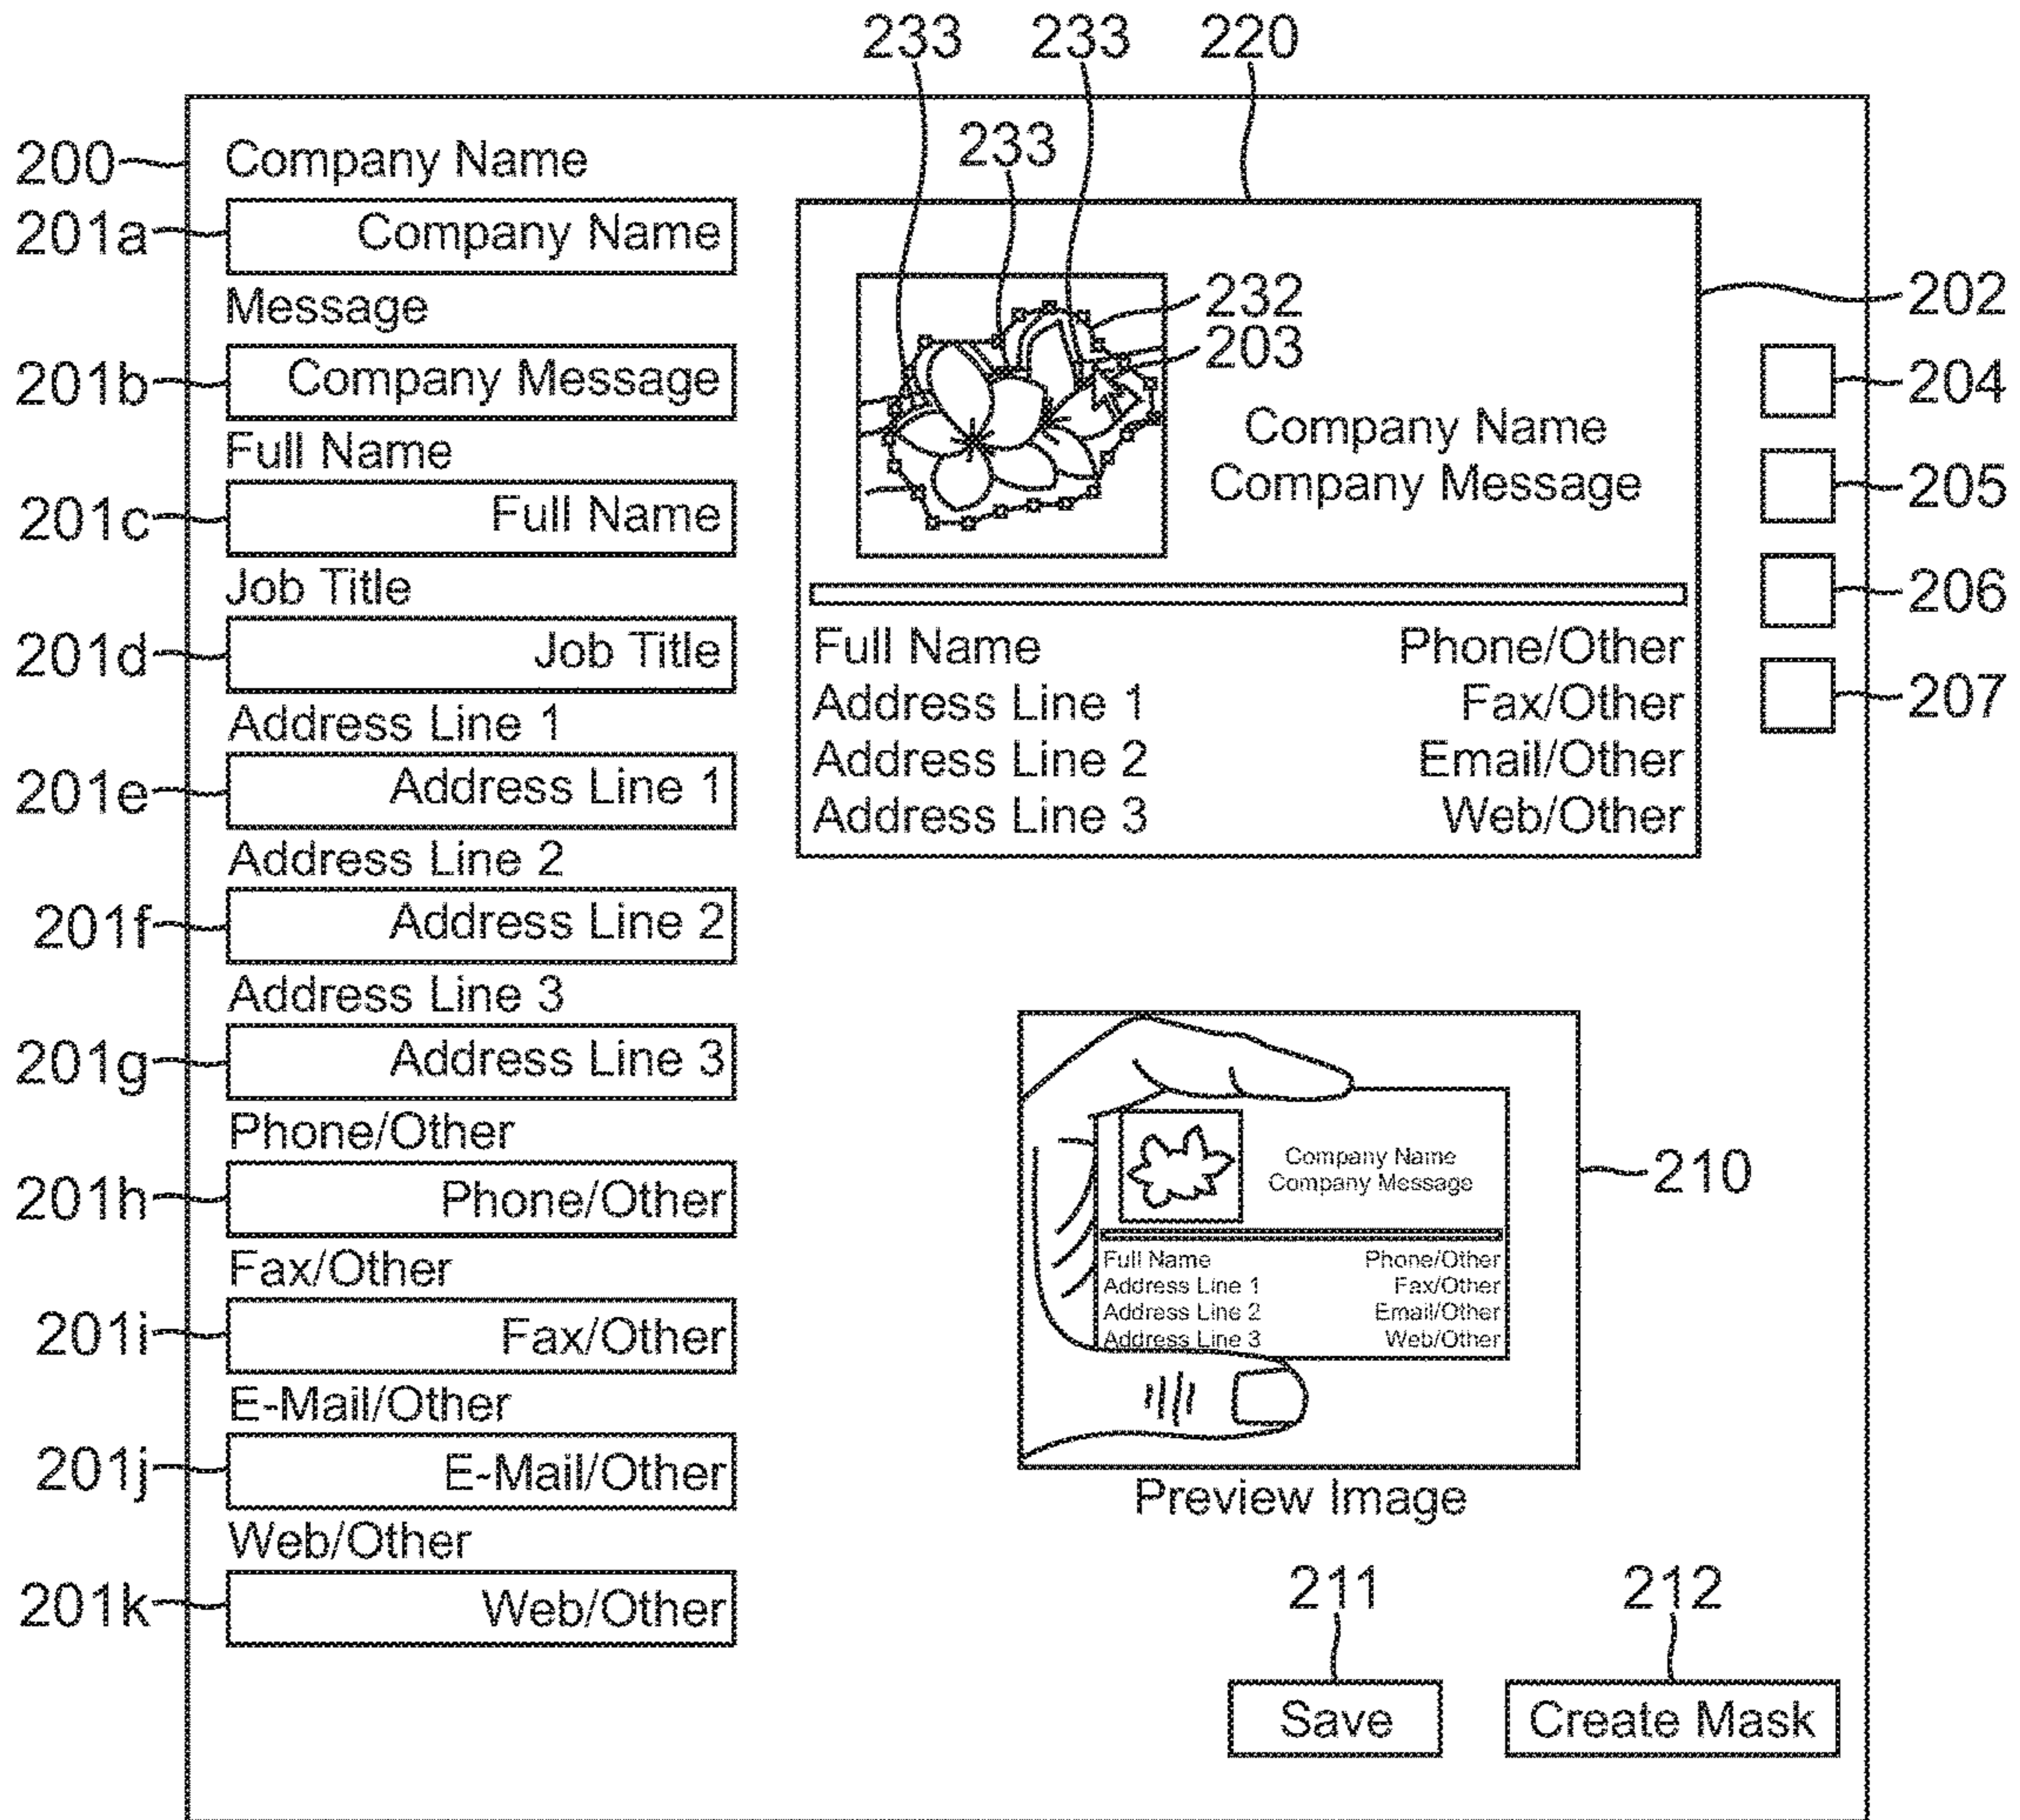 233 233 220
233
200 Company Name
201a Company Name
Message
201b Company Message
Full Name
201c Full Name
Job Title
201d Job Title
Address Line 1
201e Address Line 1
Address Line 2
201f Address Line 2
Address Line 3
201g Address Line 3
Phone/Other
201h Phone/Other
Fax/Other
201i Fax/Other
E-Mail/Other
201j E-Mail/Other
Web/Other
201k Web/Other
232
203
Company Name
Company Message
Full Name Phone/Other
Address Line 1 Fax/Other
Address Line 2 Email/Other
Address Line 3 Web/Other
202
204
205
206
207
Company Name
Company Message
Full Name Phone/Other
Address Line 1 Fax/Other
Address Line 2 Email/Other
Address Line 3 Web/Other
210
Preview Image
211 212
Save Create Mask